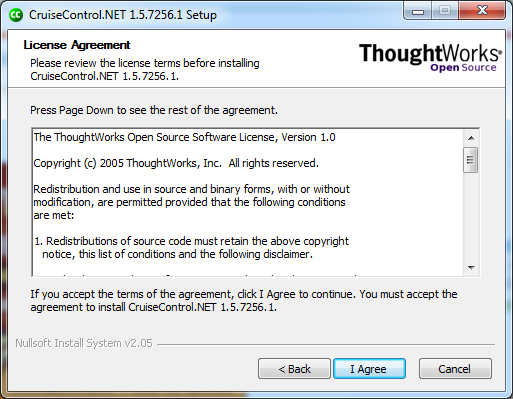 CruiseControl.NET 1.5.7256.1 Setup
License Agreement
Please review the license terms before installing
CruiseControl.NET 1.5.7256.1.
ThoughtWorks
Open Source
Press Page Down to see the rest of the agreement.
The ThoughtWorks Open Source Software License, Version 1.0
Copyright (c) 2005 ThoughtWorks, Inc.  All rights reserved.
Redistribution and use in source and binary forms, with or without
modification, are permitted provided that the following conditions
are met:
1. Redistributions of source code must retain the above copyright
notice, this list of conditions and the following disclaimer.
If you accept the terms of the agreement, click I Agree to continue. You must accept the
agreement to install CruiseControl.NET 1.5.7256.1.
Nullsoft Install System v2.05
< Back
I Agree
Cancel